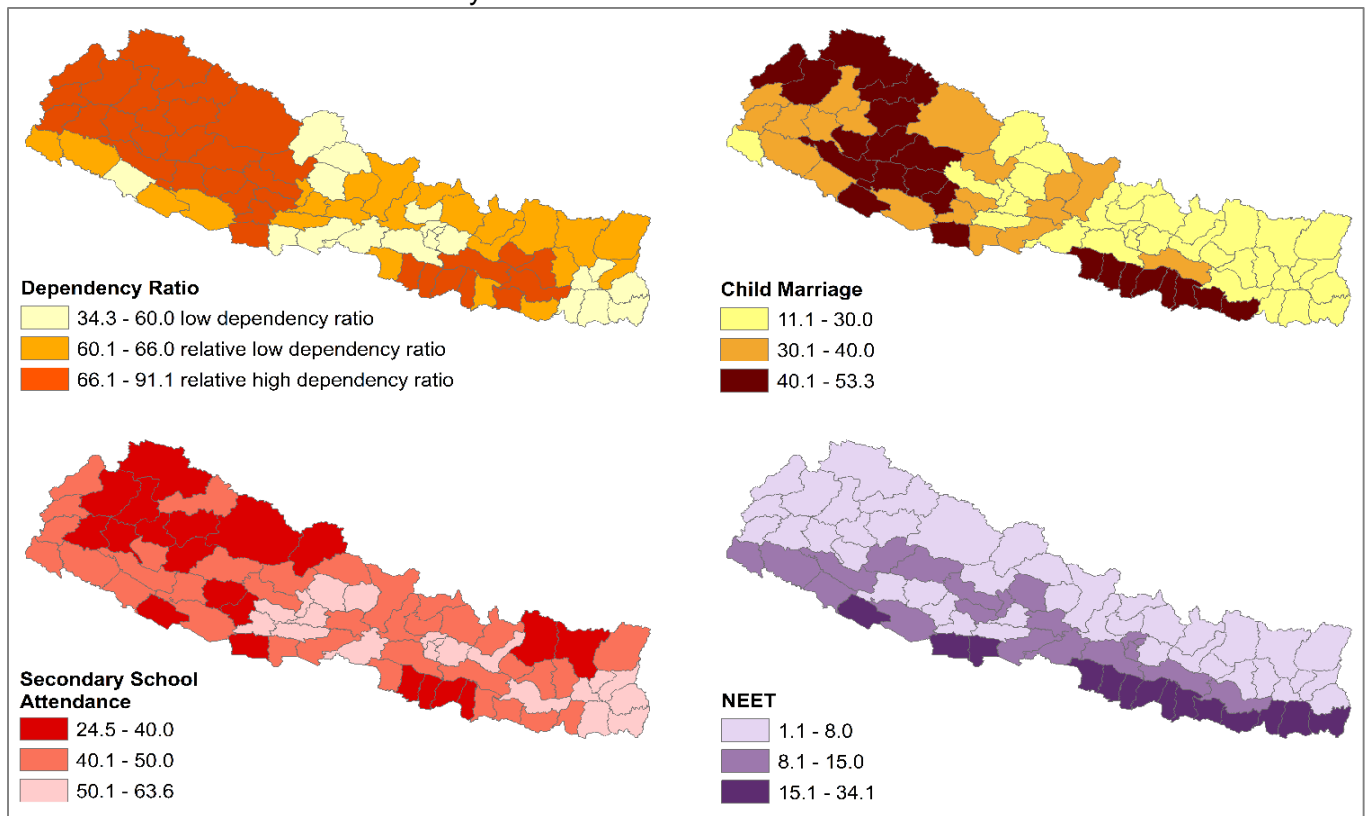 Dependency Ratio
34.3 - 60.0 low dependency ratio
60.1 - 66.0 relative low dependency ratio
66.1 - 91.1 relative high dependency ratio
Child Marriage
11.1 - 30.0
30.1 - 40.0
40.1 - 53.3
Secondary School
Attendance
24.5 - 40.0
40.1 - 50.0
50.1 - 63.6
NEET
1.1 - 8.0
8.1 - 15.0
15.1 - 34.1